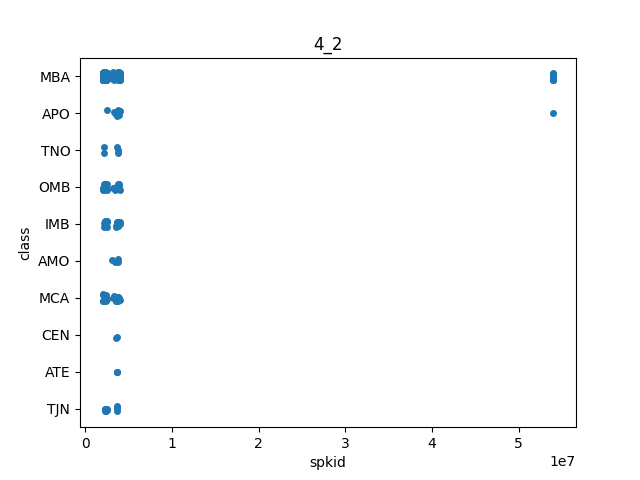 4_2
MBA
APO
TNO
OMB
IMB
AMO
MCA
CEN
ATE
TJN
class
0 1 2 3 4 5
1e7
spkid